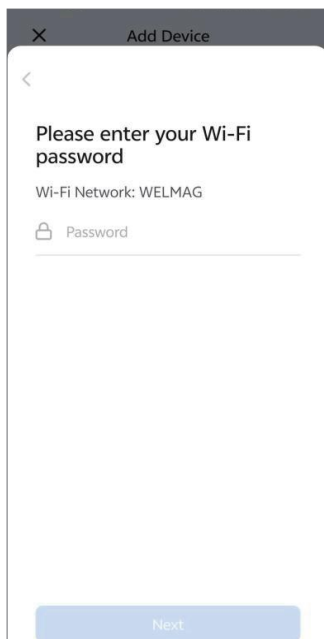 Add Device
Please enter your Wi-Fi
password
Wi-Fi Network: WELMAG
Password
Next